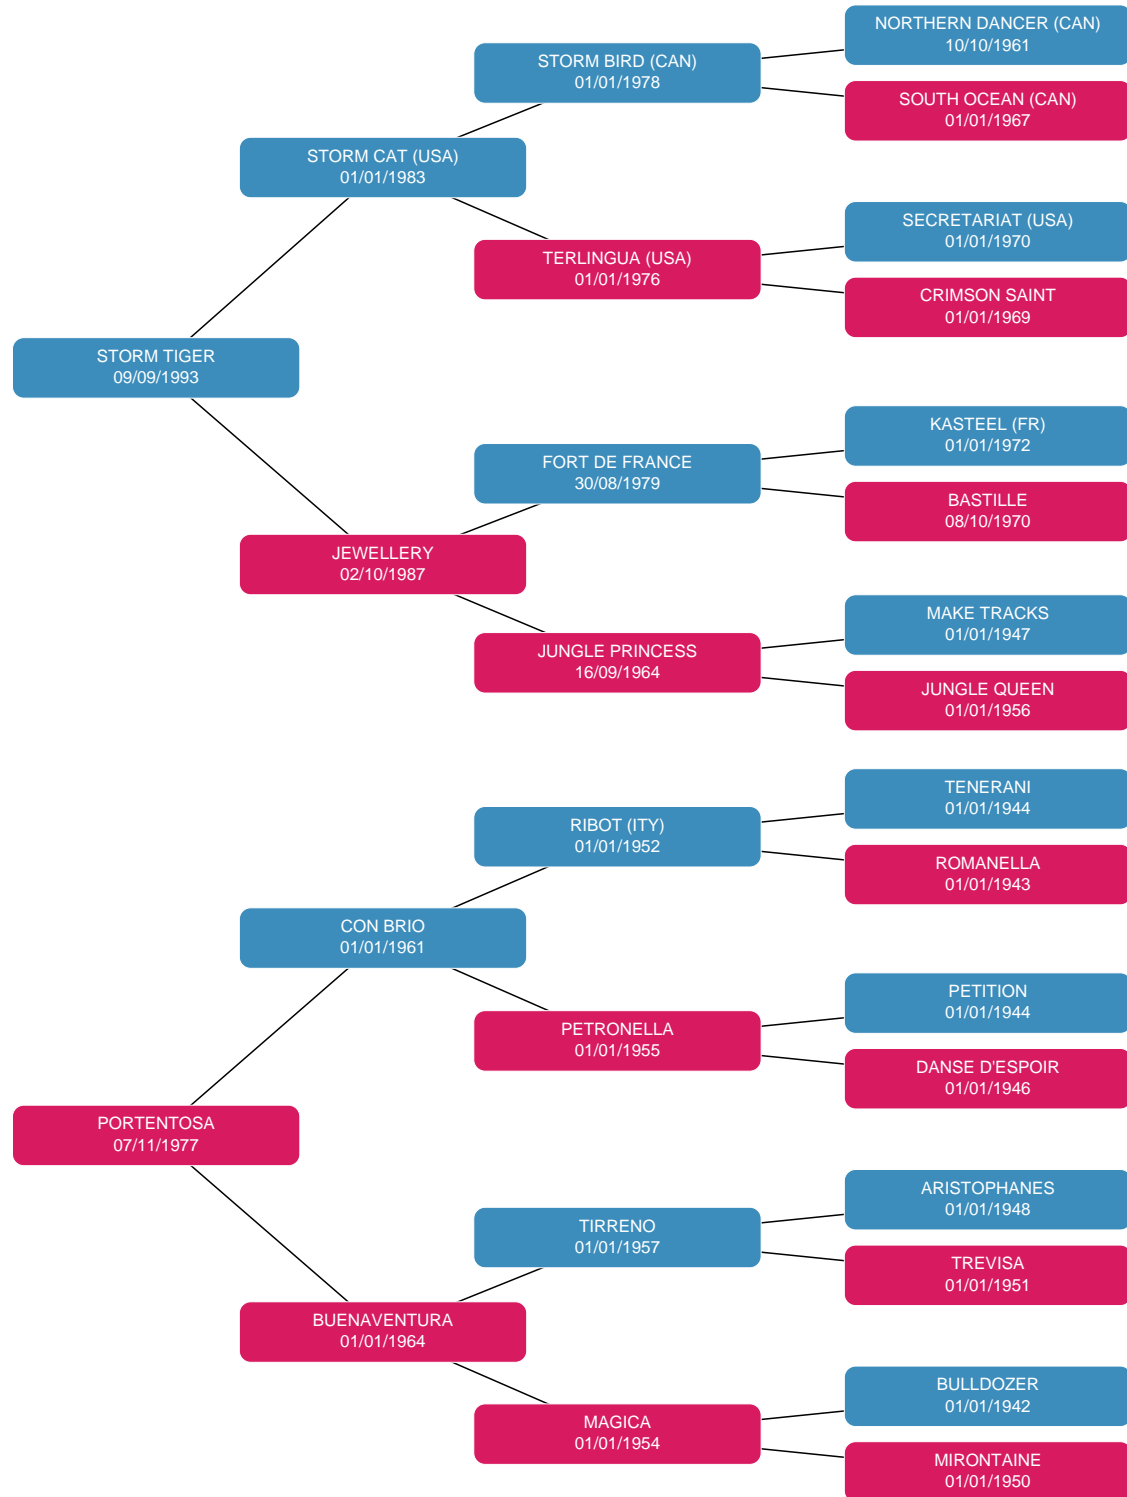 NORTHERN DANCER (CAN)
10/10/1961
STORM BIRD (CAN)
01/01/1978
SOUTH OCEAN (CAN)
01/01/1967
STORM CAT (USA)
01/01/1983
SECRETARIAT (USA)
01/01/1970
TERLINGUA (USA)
01/01/1976
CRIMSON SAINT
01/01/1969
STORM TIGER
09/09/1993
KASTEEL (FR)
01/01/1972
FORT DE FRANCE
30/08/1979
BASTILLE
08/10/1970
JEWELLERY
02/10/1987
MAKE TRACKS
01/01/1947
JUNGLE PRINCESS
16/09/1964
JUNGLE QUEEN
01/01/1956
TENERANI
01/01/1944
RIBOT (ITY)
01/01/1952
ROMANELLA
01/01/1943
CON BRIO
01/01/1961
PETITION
01/01/1944
PETRONELLA
01/01/1955
DANSE D'ESPOIR
01/01/1946
PORTENTOSA
07/11/1977
ARISTOPHANES
01/01/1948
TIRRENO
01/01/1957
TREVISA
01/01/1951
BUENAVENTURA
01/01/1964
BULLDOZER
01/01/1942
MAGICA
01/01/1954
MIRONTAINE
01/01/1950